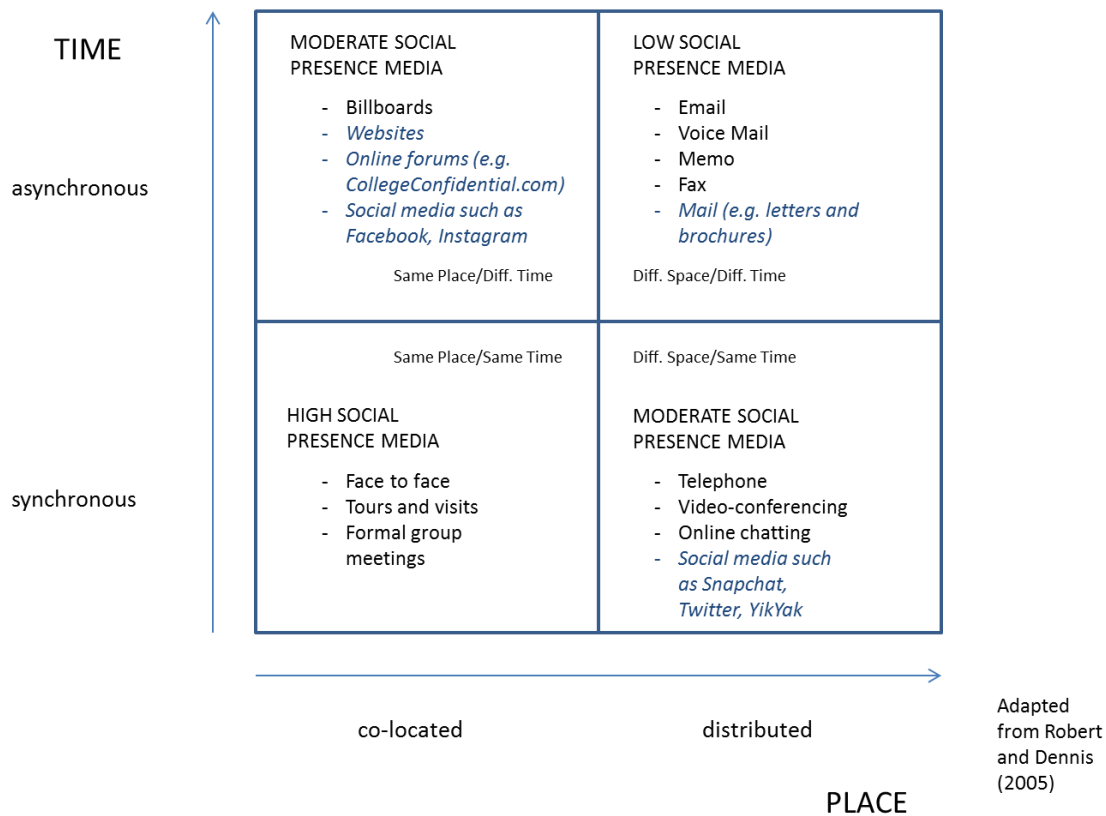 TIME
MODERATE SOCIAL
PRESENCE MEDIA
- Billboards
- Websites
- Online forums (e.g.
CollegeConfidential.com)
- Social media such as
Facebook, Instagram
Same Place/Diff. Time
LOW SOCIAL
PRESENCE MEDIA
- Email
- Voice Mail
- Memo
- Fax
- Mail (e.g. letters and
brochures)
Diff. Space/Diff. Time
asynchronous
Same Place/Same Time
HIGH SOCIAL
PRESENCE MEDIA
- Face to face
- Tours and visits
- Formal group
meetings
Diff. Space/Same Time
MODERATE SOCIAL
PRESENCE MEDIA
- Telephone
- Video-conferencing
- Online chatting
- Social media such
as Snapchat,
Twitter, YikYak
synchronous
co-located
distributed
PLACE
Adapted
from Robert
and Dennis
(2005)